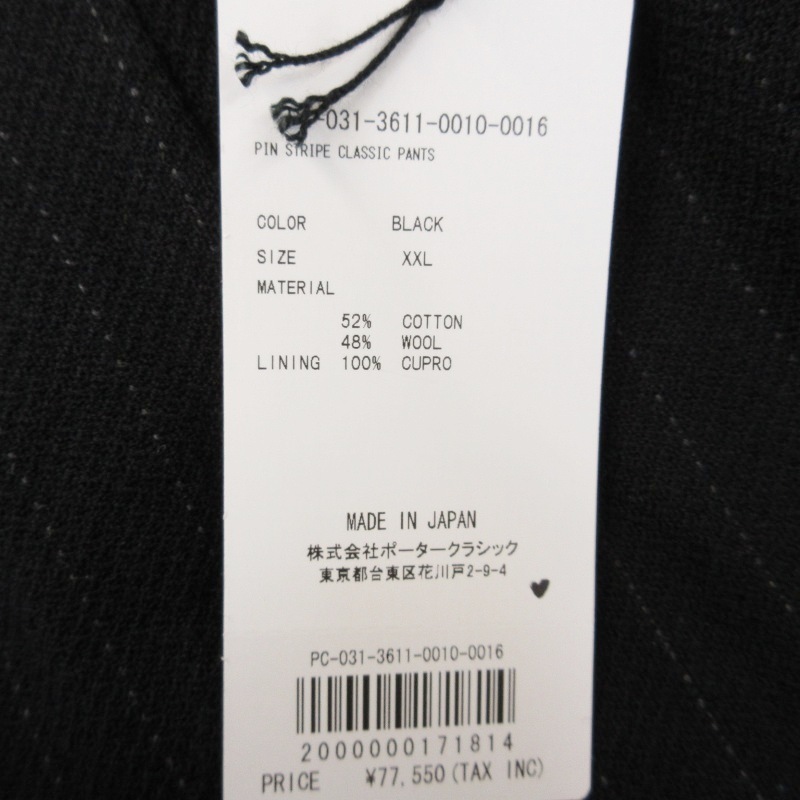 -031-3611-0010-0016
PIN STRIPE CLASSIC PANTS
COLOR BLACK
SIZE XXL
MATERIAL
52% COTTON
48% WOOL
LINING 100% CUPRO
MADE IN JAPAN
株式会社ポータークラシック
東京都台東区花川戸2-9-4
PC-031-3611-0010-0016
2000000171814
PRICE ¥77,550(TAX INC)